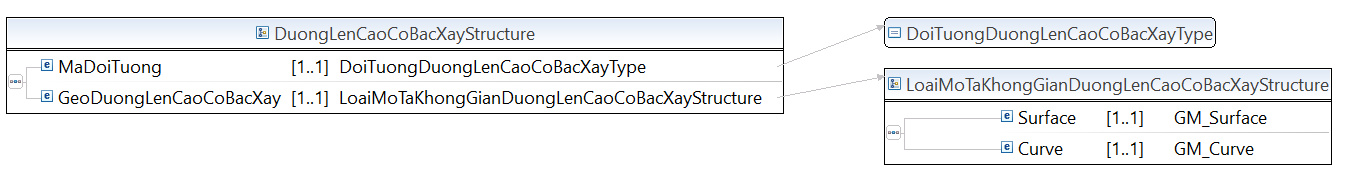 DuongLenCaoCoBacXayStructure
MaDoiTuong [1..1] DoiTuongDuongLenCaoCoBacXayType
GeoDuongLenCaoCoBacXay [1..1] LoaiMoTaKhongGianDuongLenCaoCoBacXayStructure
DoiTuongDuongLenCaoCoBacXayType
LoaiMoTaKhongGianDuongLenCaoCoBacXayStructure
Surface [1..1] GM_Surface
Curve [1..1] GM_Curve